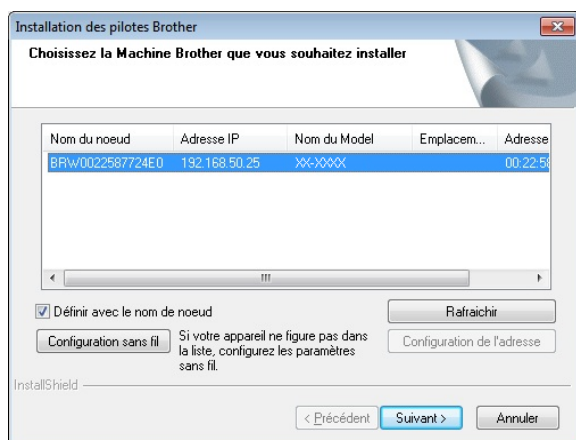 Installation des pilotes Brother
Choisissez la Machine Brother que vous souhaitez installer
Nom du noeud Adresse IP Nom du Model Emplacem... Adresse
BRW0022587724E0 192.168.50.25 XX-XXXX 00:22:58
Définir avec le nom de noeud Rafraichir
Configuration sans fil
Si votre appareil ne figure pas dans
la liste, configurez les paramètres
sans fil.
Configuration de l'adresse
InstallShield
< Précédent Suivant > Annuler